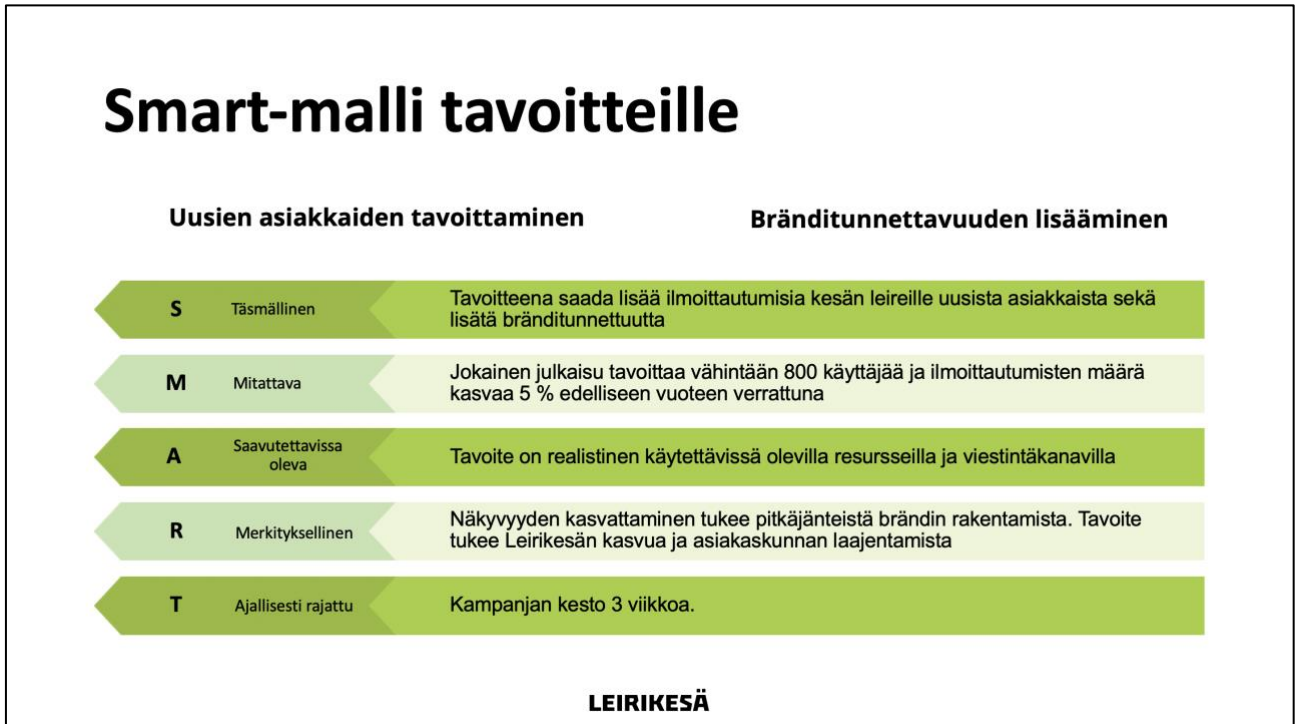 Smart-malli tavoitteille
Uusien asiakkaiden tavoittaminen
Bränditunnettavuuden lisääminen
S Täsmällinen
Tavoitteena saada lisää ilmoittautumisia kesän leireille uusista asiakkaista sekä
lisätä bränditunnettuutta
M Mitattava
Jokainen julkaisu tavoittaa vähintään 800 käyttäjää ja ilmoittautumisten määrä
kasvaa 5 % edelliseen vuoteen verrattuna
A Saavutettavissa
oleva
Tavoite on realistinen käytettävissä olevilla resursseilla ja viestintäkanavilla
R Merkityksellinen
Näkyvyyden kasvattaminen tukee pitkäjänteistä brändin rakentamista. Tavoite
tukee Leirikesän kasvua ja asiakaskunnan laajentamista
T Ajallisesti rajattu
Kampanjan kesto 3 viikkoa.
LEIRIKESÄ